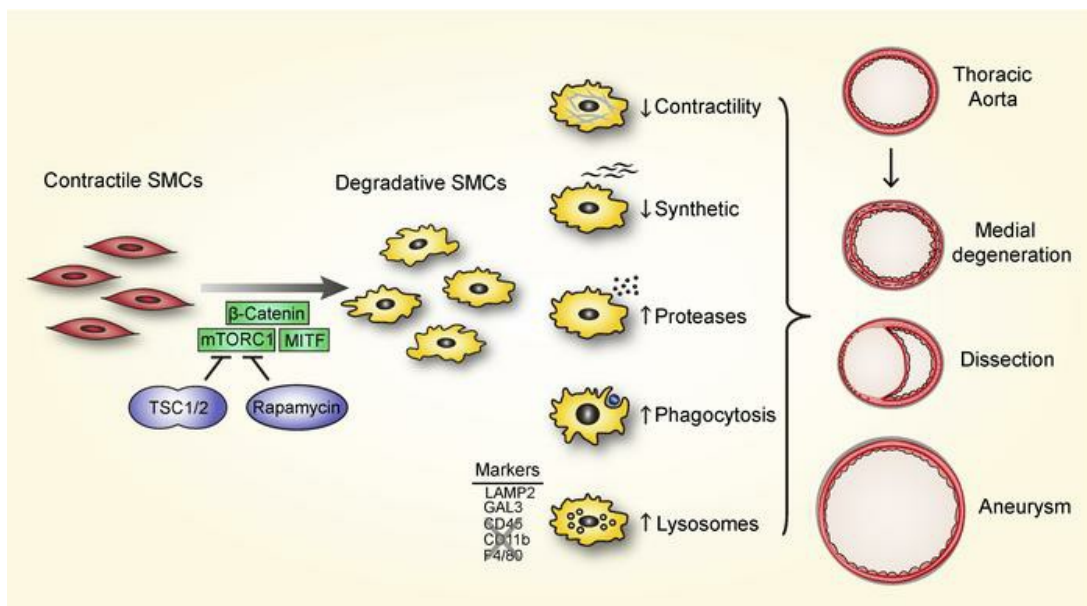 Contractile SMCs
β-Catenin
mTORC1
MITF
TSC1/2
Rapamycin
Degradative SMCs
↓Contractility
↓Synthetic
↑Proteases
↑Phagocytosis
Markers
LAMP2
GAL3
CD45
CD11b
F4/80
↑Lysosomes
Thoracic
Aorta
Medial
degeneration
Dissection
Aneurysm